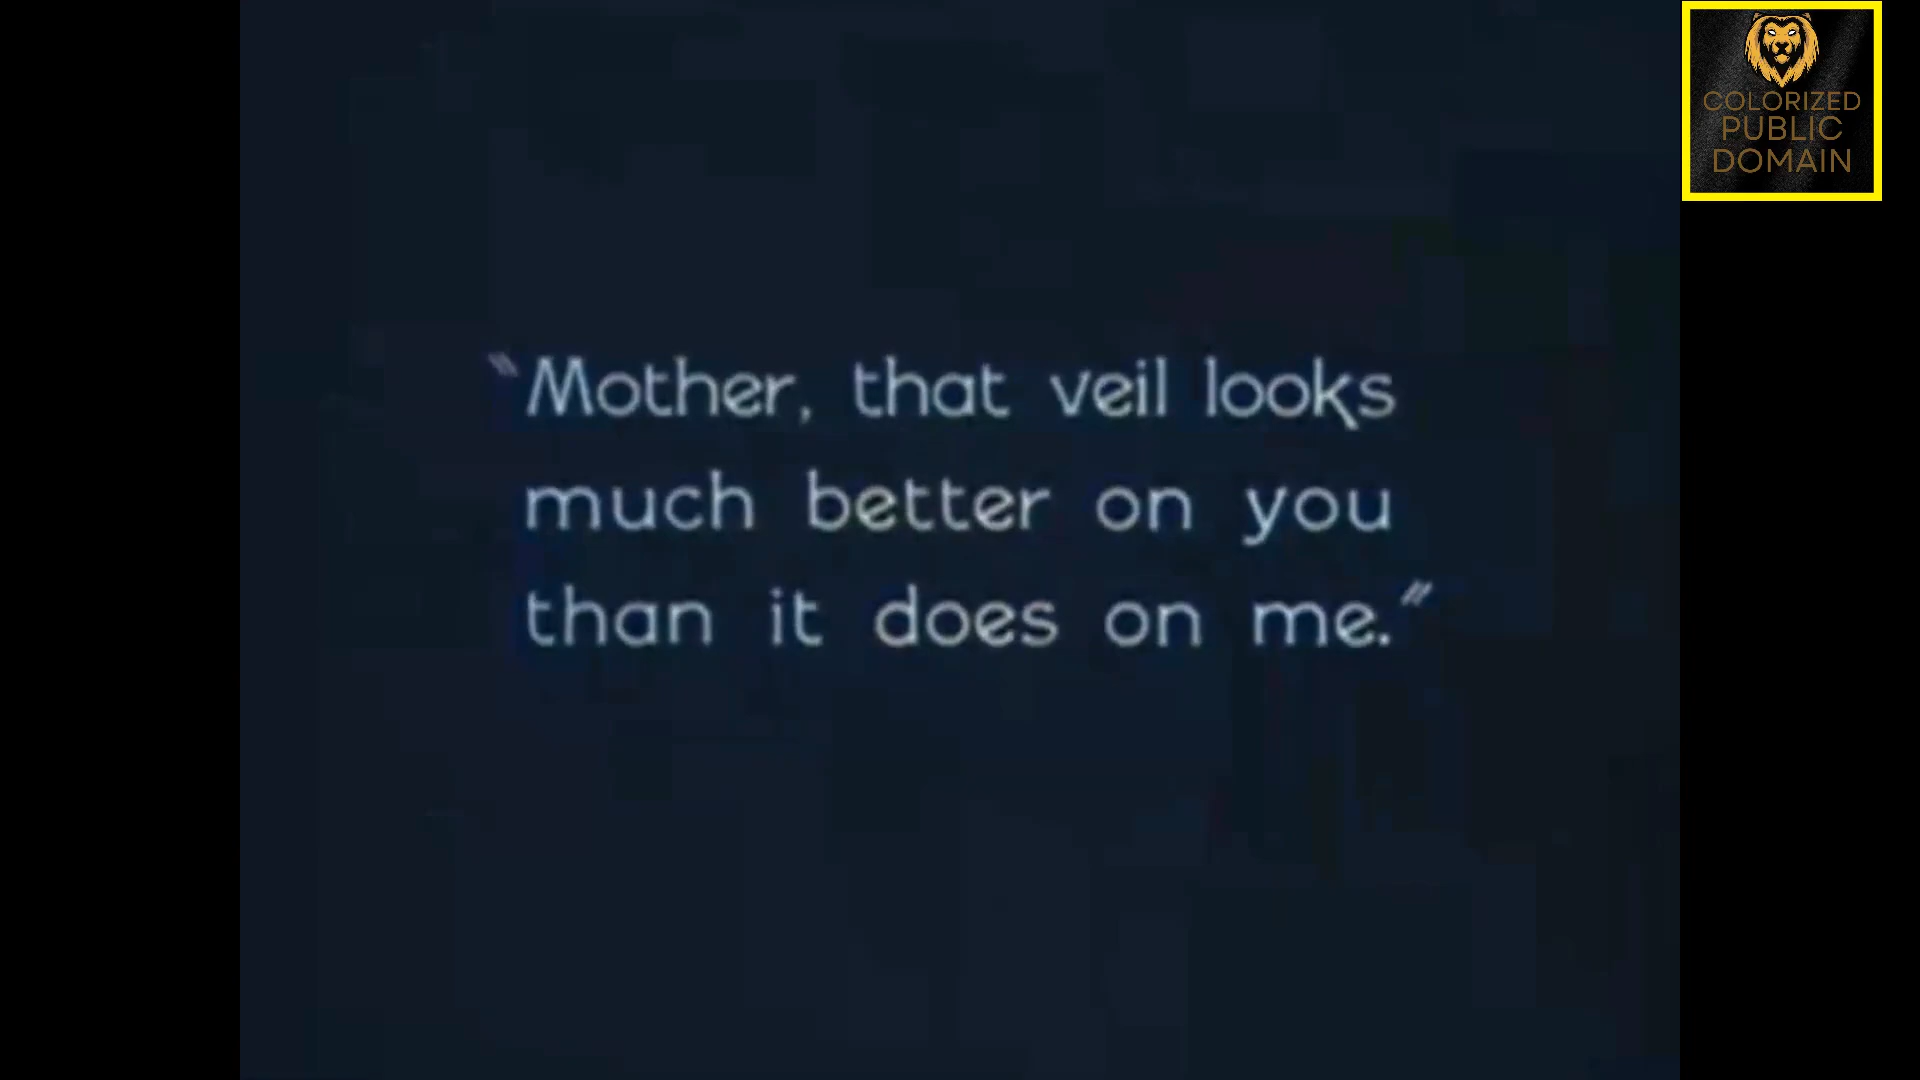 COLORIZED
PUBLIC
DOMAIN
"Mother, that veil looks
much better on you
than it does on me."